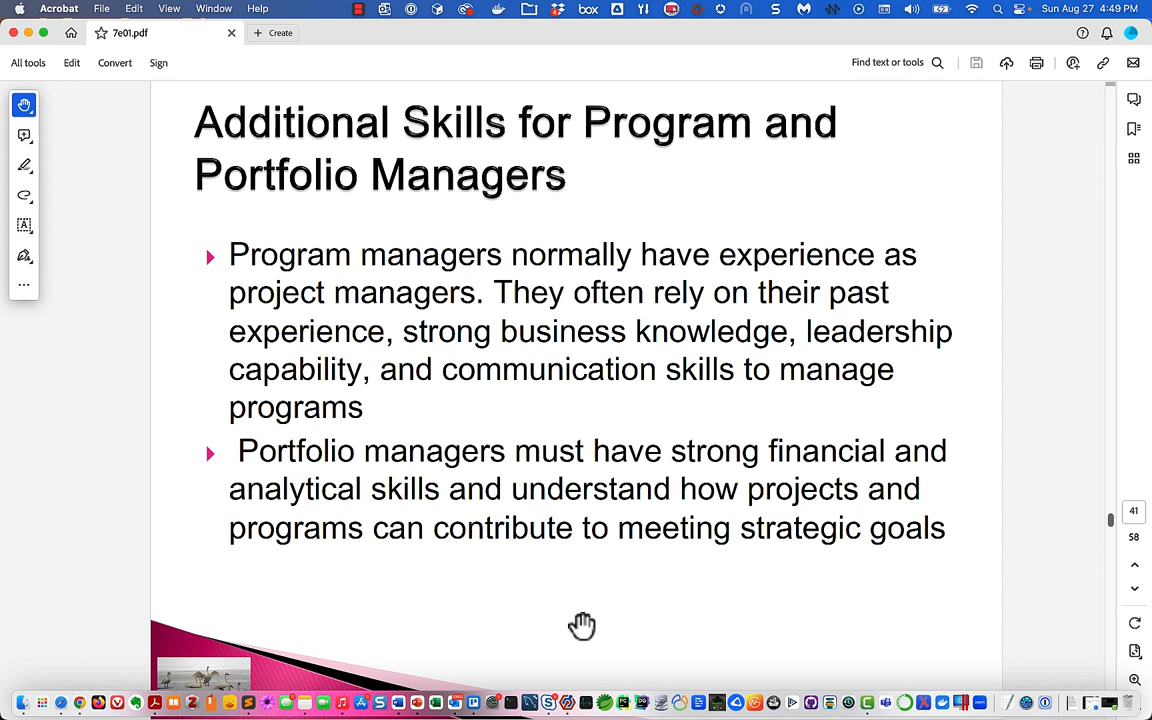 Acrobat File Edit View Window Help
box
Sun Aug 27 4:49 PM
7e01.pdf
Create
All tools Edit Convert Sign
Find text or tools
Additional Skills for Program and
Portfolio Managers
Program managers normally have experience as
project managers. They often rely on their past
experience, strong business knowledge, leadership
capability, and communication skills to manage
programs
Portfolio managers must have strong financial and
analytical skills and understand how projects and
programs can contribute to meeting strategic goals
41
58